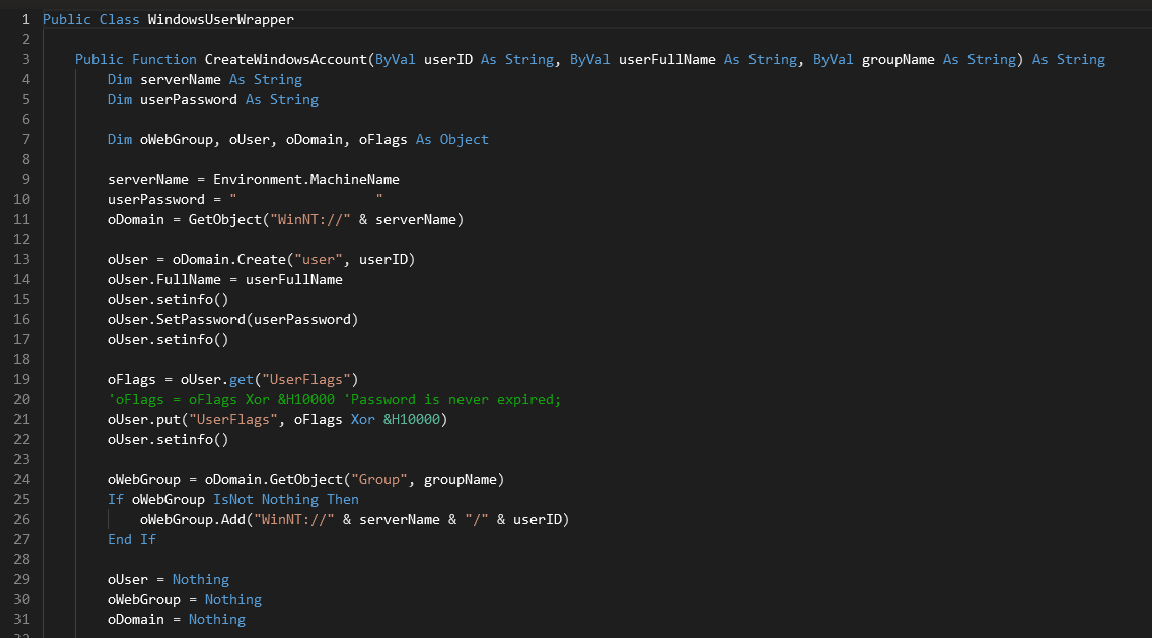 1 Public Class WindowsUserWrapper
2
3 Public Function CreateWindowsAccount(ByVal userID As String, ByVal userFullName As String, ByVal groupName As String) As String
4 Dim serverName As String
5 Dim userPassword As String
6
7 Dim oWebGroup, oUser, oDomain, oFlags As Object
8
9 serverName = Environment.MachineName
10 userPassword = "                 "
11 oDomain = GetObject("WinNT://" & serverName)
12
13 oUser = oDomain.Create("user", userID)
14 oUser.FullName = userFullName
15 oUser.setinfo()
16 oUser.SetPassword(userPassword)
17 oUser.setinfo()
18
19 oFlags = oUser.get("UserFlags")
20 'oFlags = oFlags Xor &H10000 'Password is never expired;
21 oUser.put("UserFlags", oFlags Xor &H10000)
22 oUser.setinfo()
23
24 oWebGroup = oDomain.GetObject("Group", groupName)
25 If oWebGroup IsNot Nothing Then
26 oWebGroup.Add("WinNT://" & serverName & "/" & userID)
27 End If
28
29 oUser = Nothing
30 oWebGroup = Nothing
31 oDomain = Nothing